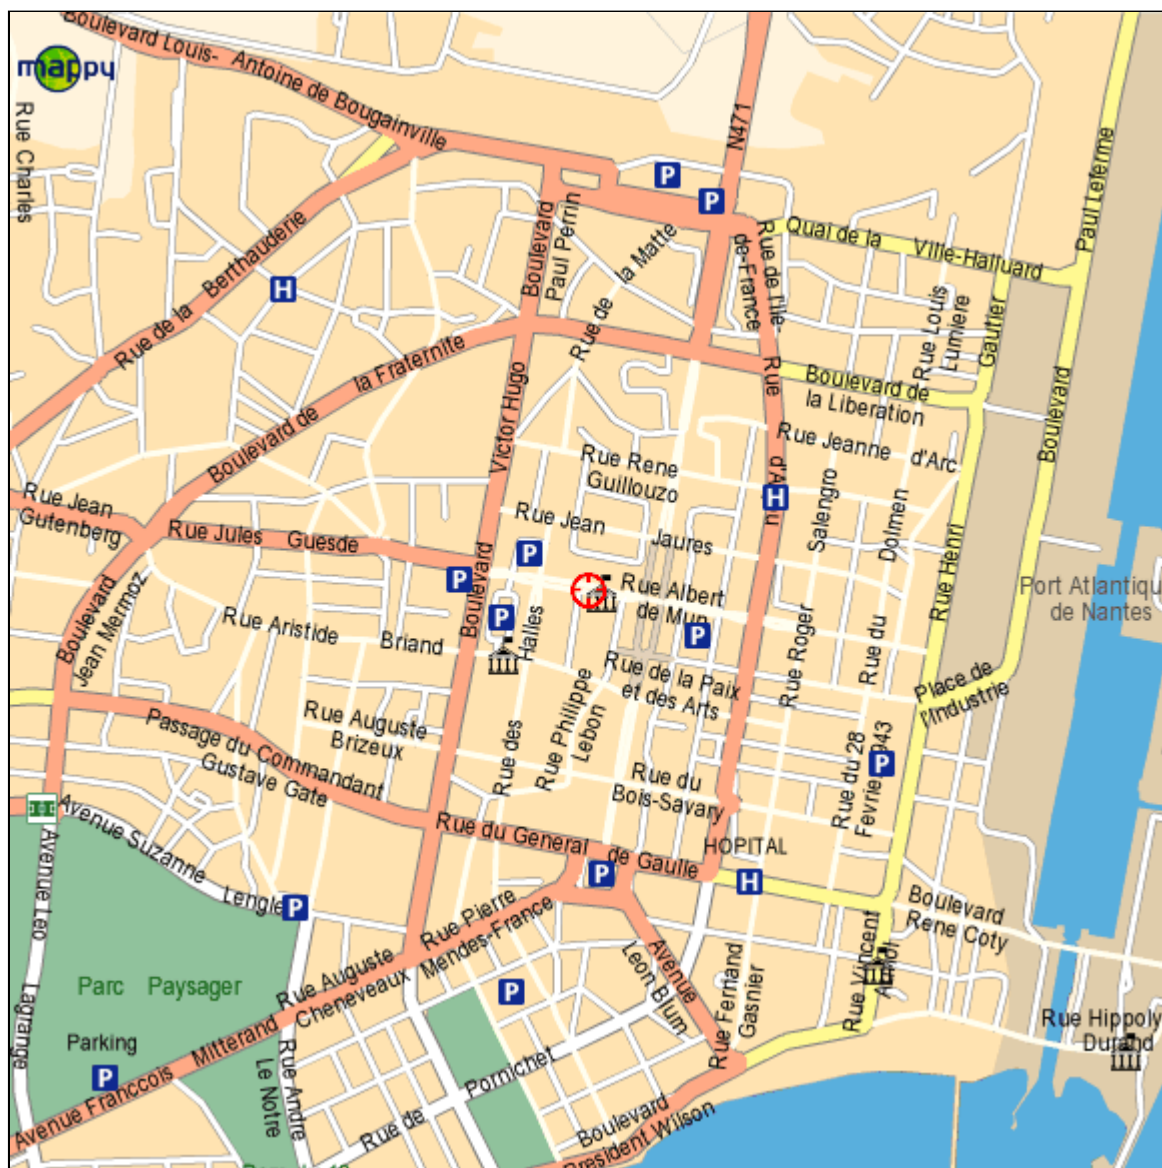 Boulevard Louis-
Antoine de Bougainville
mappy
Rue Charles
N471
Paul Leferme
P
P
Quai de la
Ville-Halluard
Rue de la
Berthauderie
Boulevard
Paul Perrin
Rue de
la Matte
Rue de l'Ile-
de-France
H
Gautier
Rue Louis
Lumiere
Boulevard de
la Fraternite
Rue
Boulevard de
la Liberation
Boulevard
Victor Hugo
Rue Jeanne d'Arc
Rue Rene
Guillouzo
H
Salengro
Dolmen
Rue Jean
Gutenberg
Rue Jules Guesde
Rue Jean Jaures
P
P
Boulevard
Rue Albert
de Mun
Rue Henri
Port Atlantiqu
de Nantes
Boulevard
Jean Mermoz
Rue Aristide Briand
P
Halles
P
Rue Roger
Rue du
Rue de la Paix
et des Arts
Place de
l'Industrie
Passage du Commandant
Gustave Gate
Rue Auguste
Brizeux
Rue des
Rue Philippe
Lebon
Rue du
Bois-Savary
Rue du 28
P
Avenue Suzanne
Lengle
Rue du General
de Gaulle
HOPITAL
P
H
P
Avenue Leo
Lagrange
Rue Pierre
Mendes-France
Boulevard
Rene Coty
Rue Auguste
Cheneveaux
Avenue
Leon Blum
Rue Fernand
Gasnier
Rue Vincent
Parc Paysager
P
Rue Hippoly
Durand
Parking
P
Avenue Franccois
Mitterand
Rue Andre
Le Notre
Rue de
Pornichet
Boulevard
President Wilson